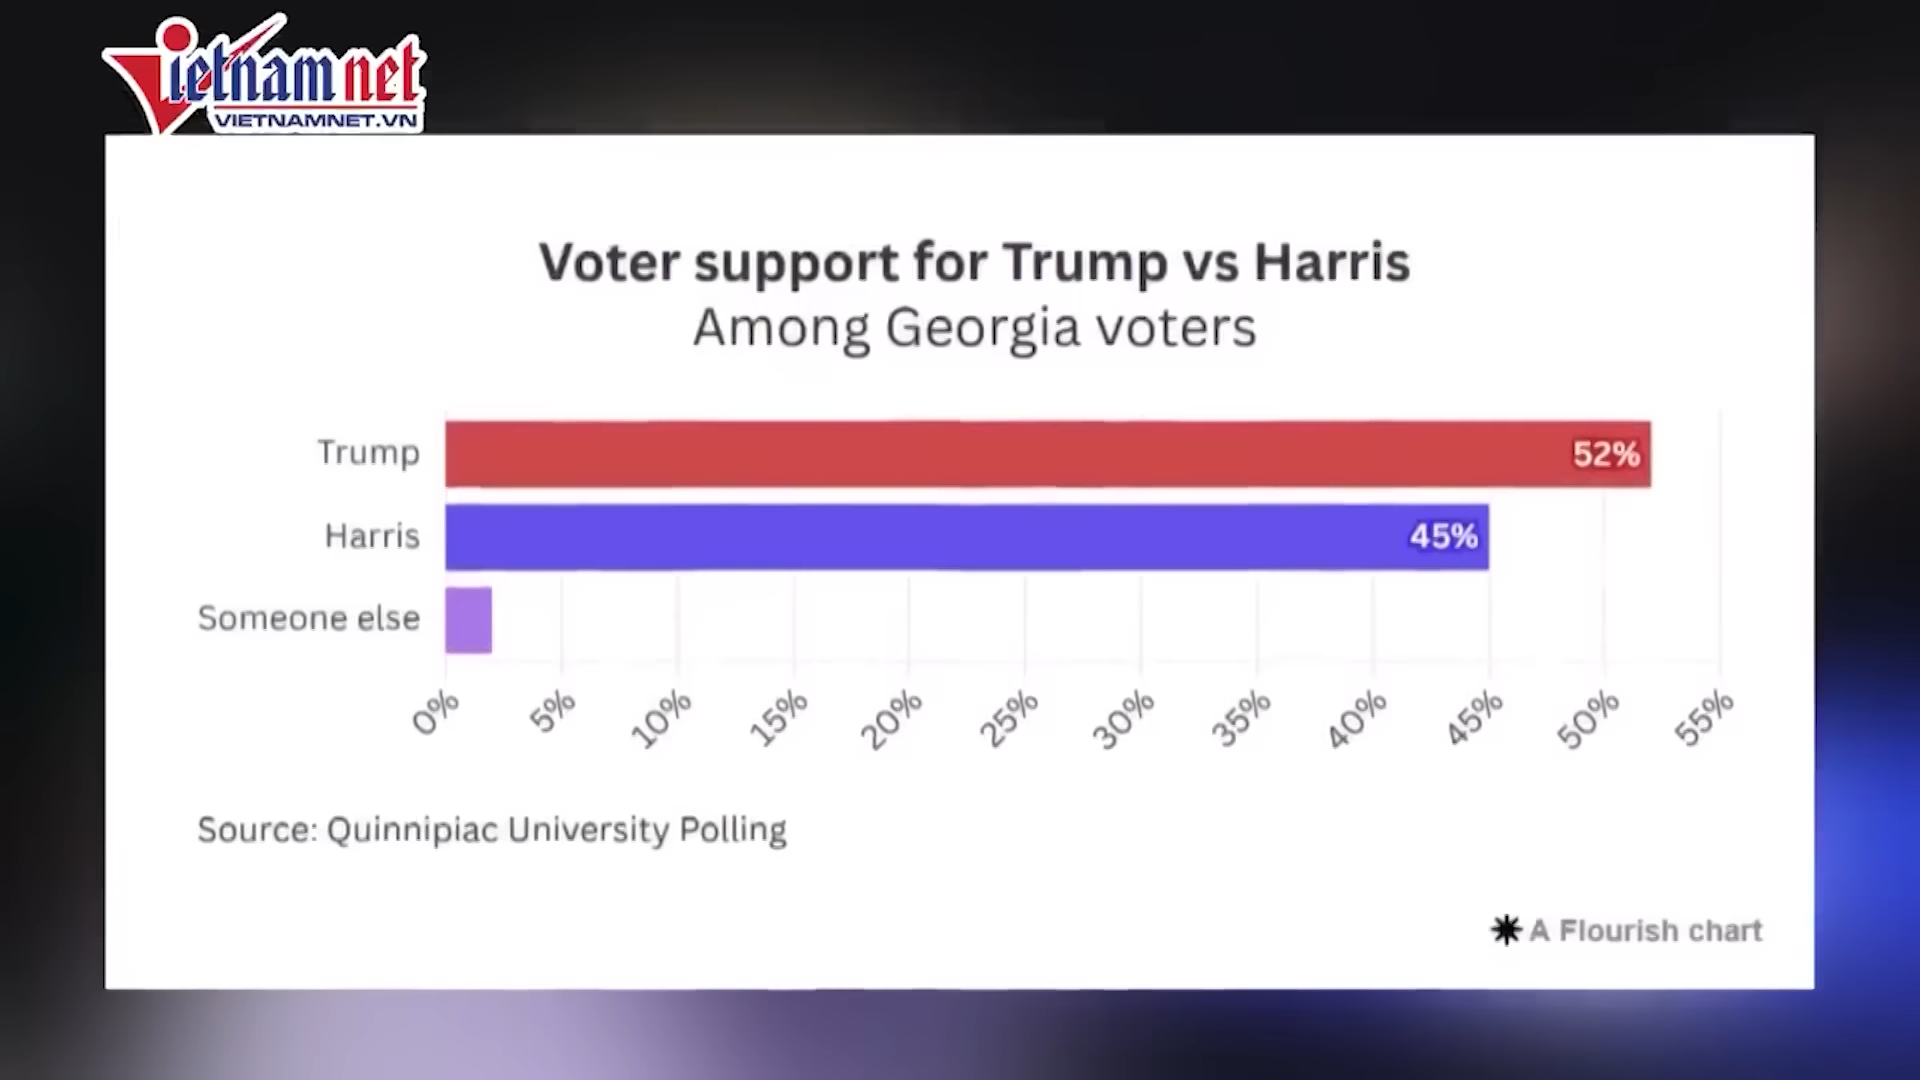 Vietnamnet
VIETNAMNET.VN
Voter support for Trump vs Harris
Among Georgia voters
Trump
52%
Harris
45%
Someone else
0%
5%
10%
15%
20%
25%
30%
35%
40%
45%
50%
55%
Source: Quinnipiac University Polling
A Flourish chart